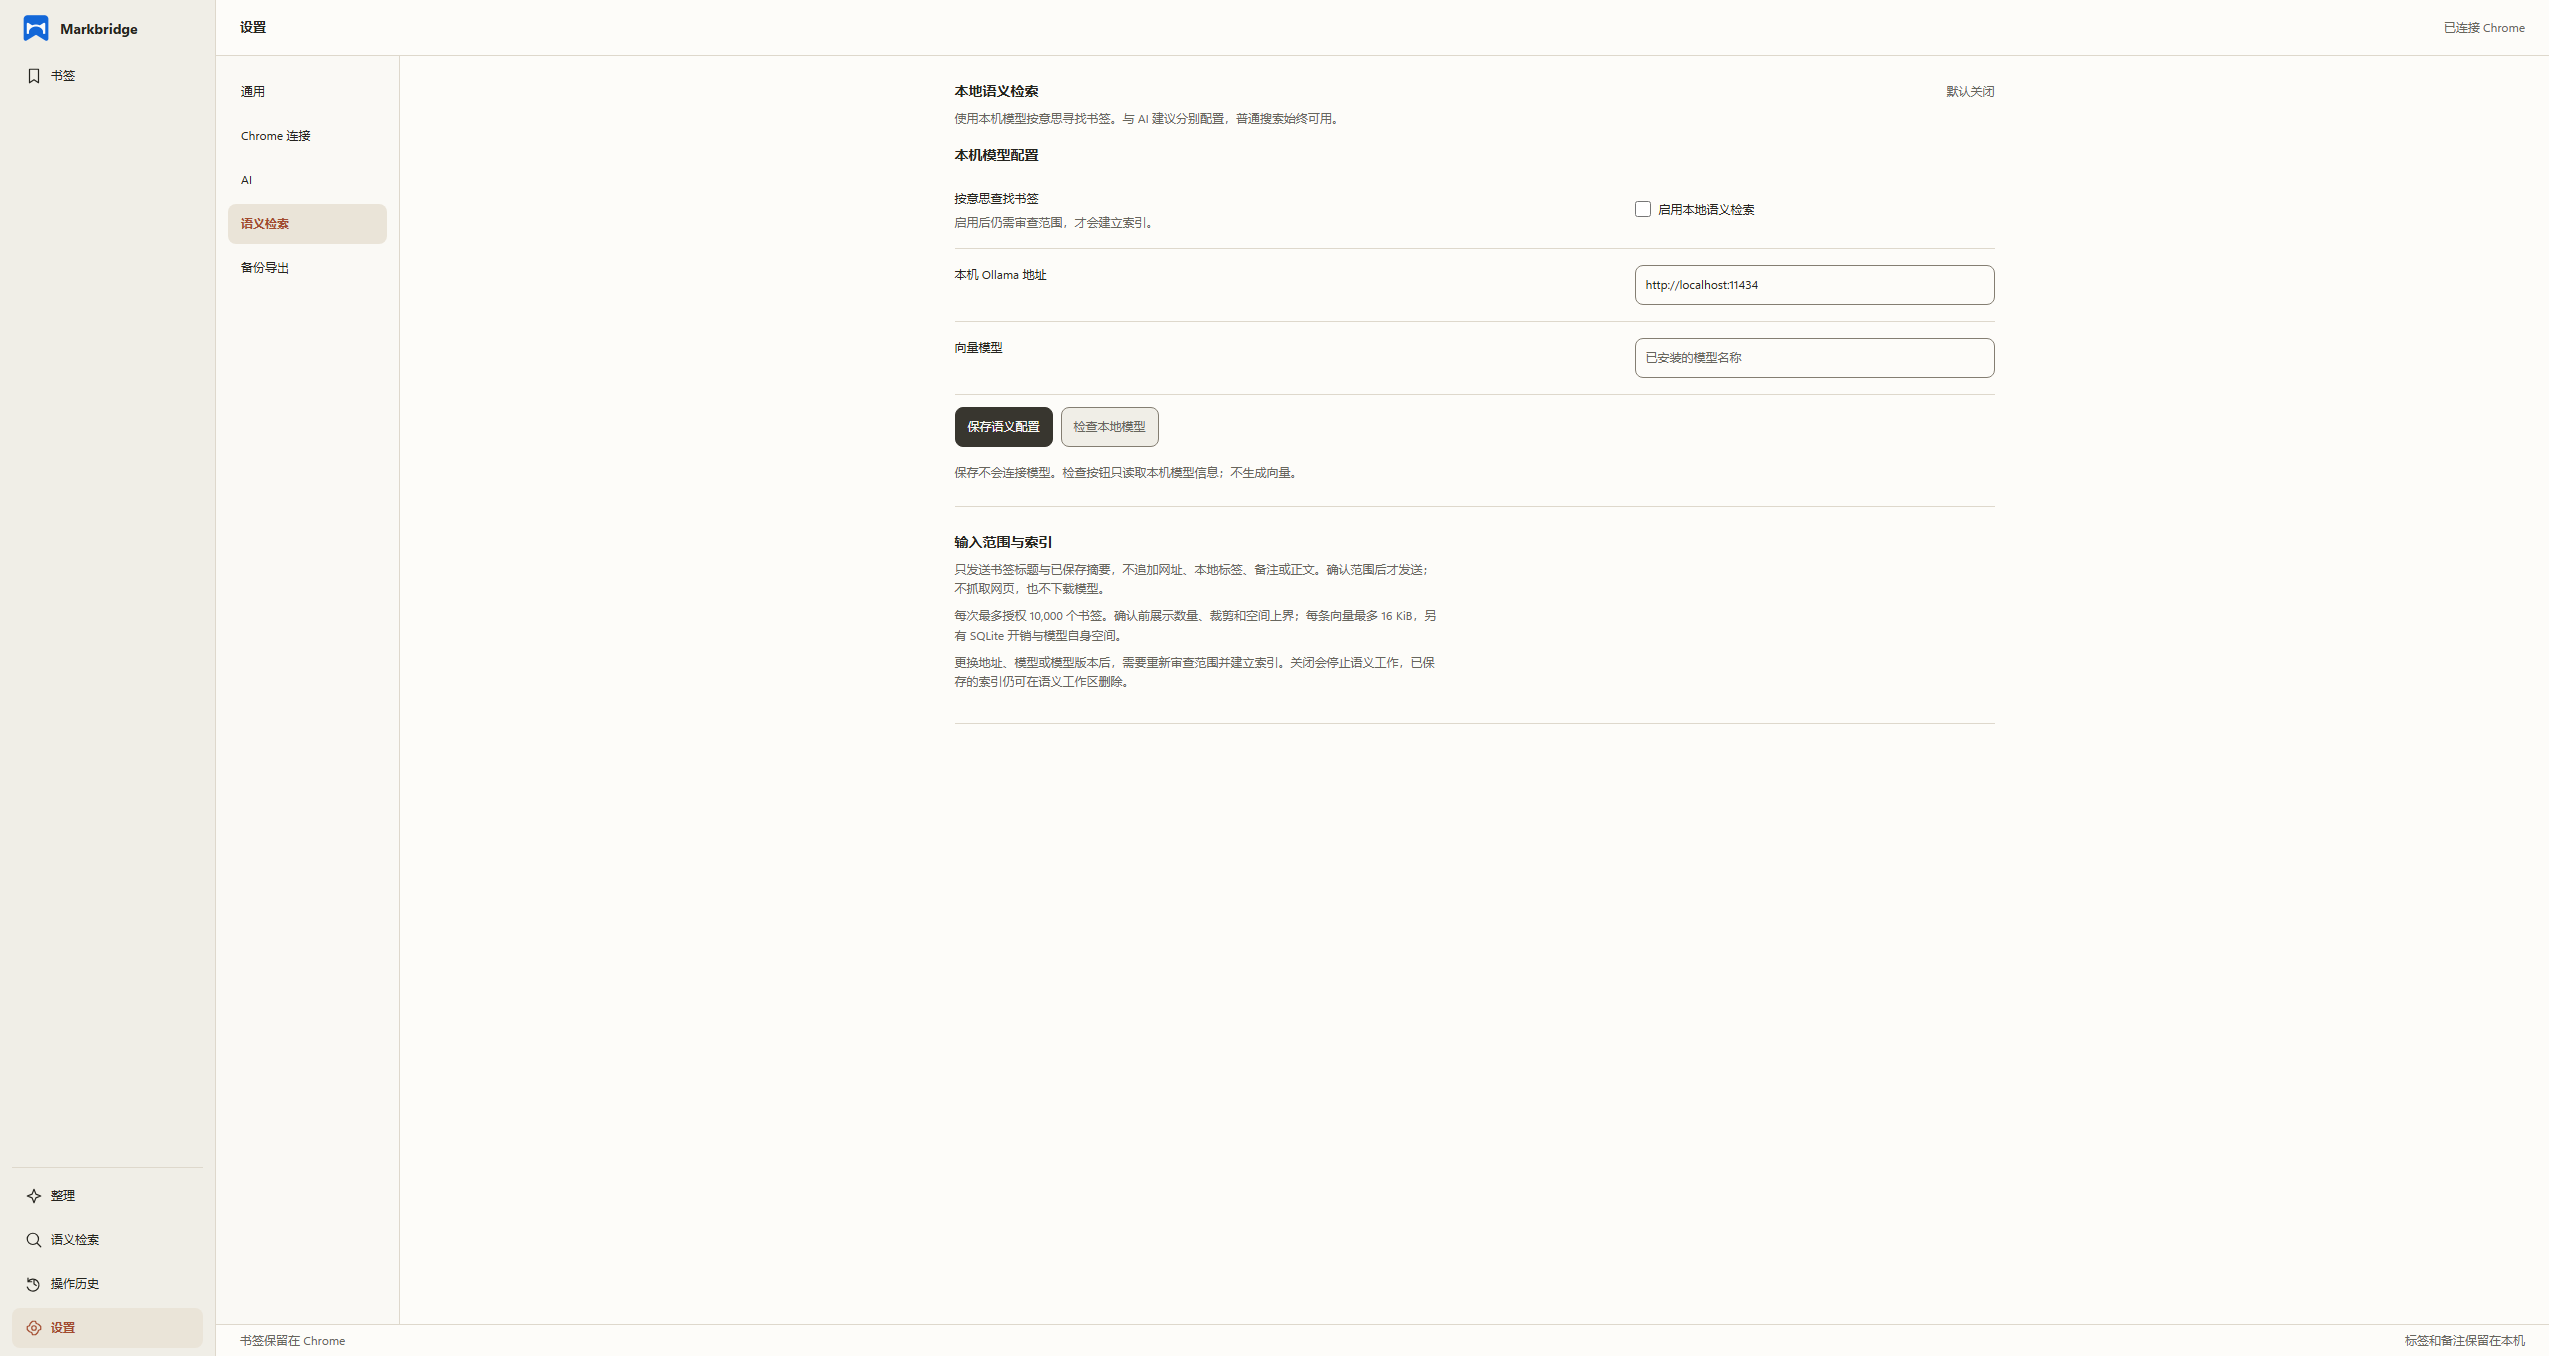 Markbridge
书签
整理
语义检索
操作历史
设置
设置
已连接 Chrome
通用
Chrome 连接
AI
语义检索
备份导出
本地语义检索
默认关闭
使用本机模型按意思寻找书签。与 AI 建议分别配置，普通搜索始终可用。
本机模型配置
按意思查找书签
启用后仍需审查范围，才会建立索引。
启用本地语义检索
本机 Ollama 地址
http://localhost:11434
向量模型
已安装的模型名称
保存语义配置
检查本地模型
保存不会连接模型。检查按钮只读取本机模型信息；不生成向量。
输入范围与索引
只发送书签标题与已保存摘要，不追加网址、本地标签、备注或正文。确认范围后才发送；
不抓取网页，也不下载模型。
每次最多授权 10,000 个书签。确认前展示数量、裁剪和空间上界；每条向量最多 16 KiB，另
有 SQLite 开销与模型自身空间。
更换地址、模型或模型版本后，需要重新审查范围并建立索引。关闭会停止语义工作，已保
存的索引仍可在语义工作区删除。
书签保留在 Chrome
标签和备注保留在本机